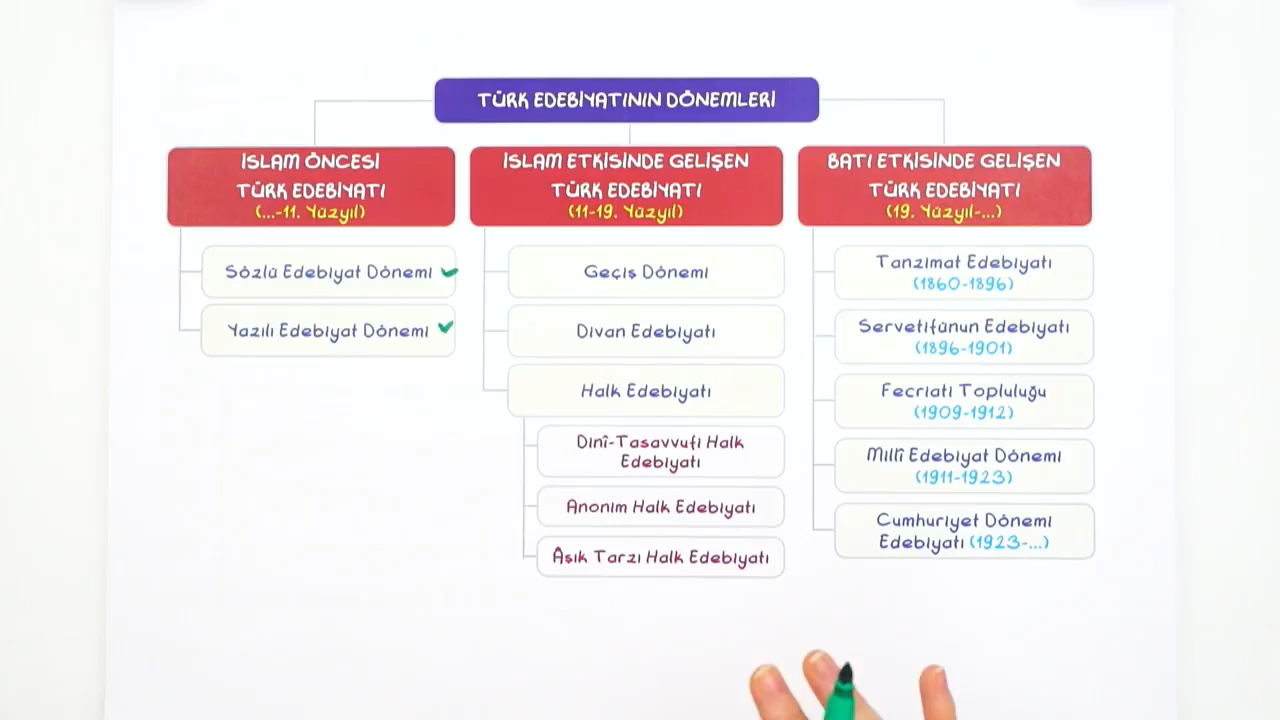 TÜRK EDEBİYATININ DÖNEMLERİ
İSLAM ÖNCESİ
TÜRK EDEBİYATI
(...-11. Yüzyıl)
Sözlü Edebiyat Dönemi
Yazılı Edebiyat Dönemi
İSLAM ETKİSİNDE GELİŞEN
TÜRK EDEBİYATI
(11-19. Yüzyıl)
Geçiş Dönemi
Divan Edebiyatı
Halk Edebiyatı
Dinî-Tasavvufi Halk
Edebiyatı
Anonim Halk Edebiyatı
Âşık Tarzı Halk Edebiyatı
BATI ETKİSİNDE GELİŞEN
TÜRK EDEBİYATI
(19. Yüzyıl-...)
Tanzimat Edebiyatı
(1860-1896)
Servetifünun Edebiyatı
(1896-1901)
Fecriati Topluluğu
(1909-1912)
Millî Edebiyat Dönemi
(1911-1923)
Cumhuriyet Dönemi
Edebiyatı (1923-...)